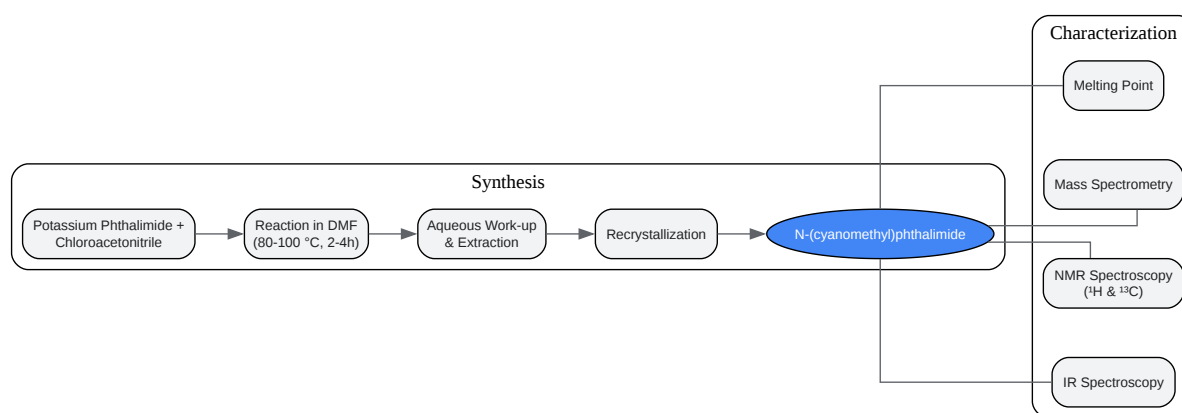 Characterization
Melting Point
Synthesis
Mass Spectrometry
Potassium Phthalimide +
Chloroacetonitrile
Reaction in DMF
(80-100 °C, 2-4h)
Aqueous Work-up
& Extraction
Recrystallization
N-(cyanomethyl)phthalimide
NMR Spectroscopy
(¹H & ¹³C)
IR Spectroscopy